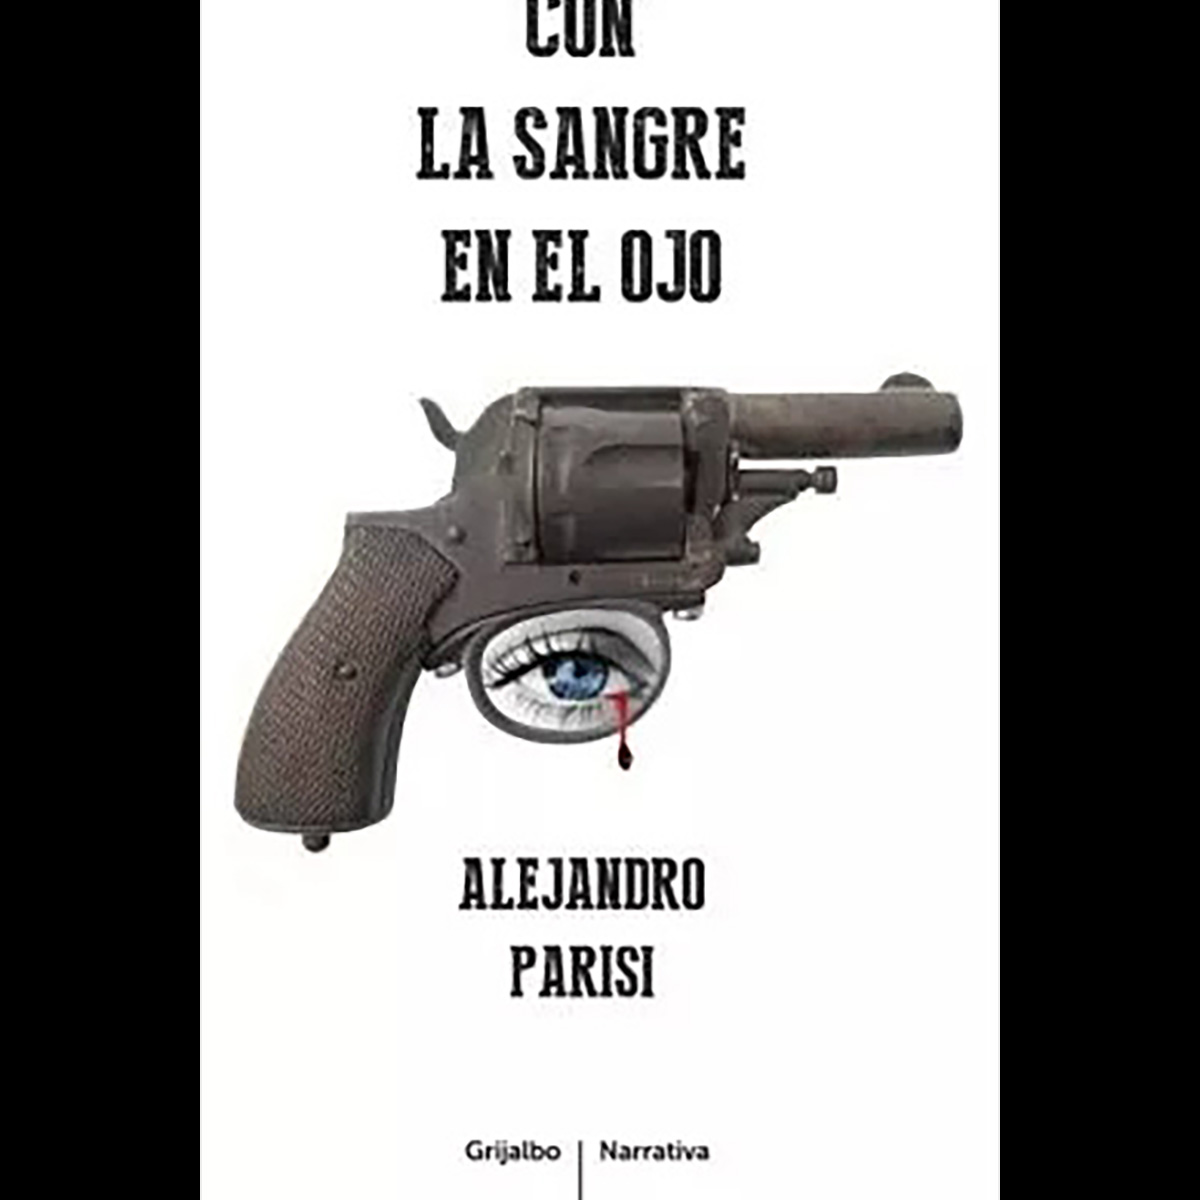 CON
LA SANGRE
EN EL OJO
ALEJANDRO
PARISI
Grijalbo | Narrativa